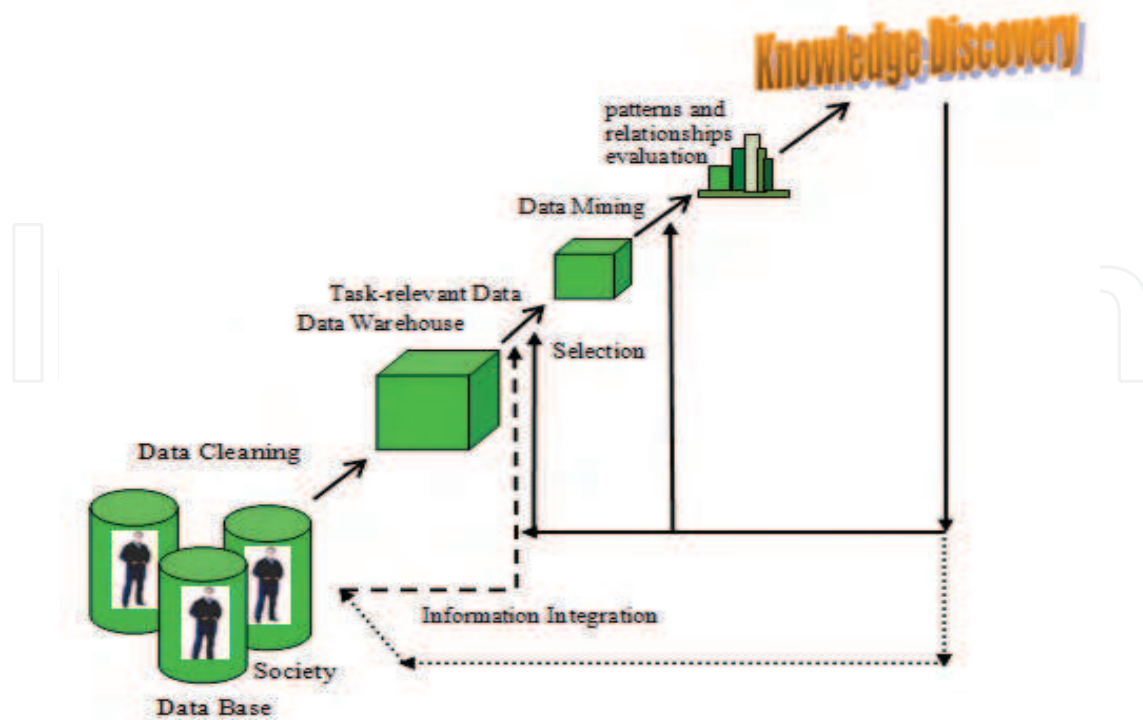 Knowledge Discovery
patterns and
relationships
evaluation
Data Mining
Task-relevant Data
Data Warehouse
Selection
Data Cleaning
Information Integration
Society
Data Base